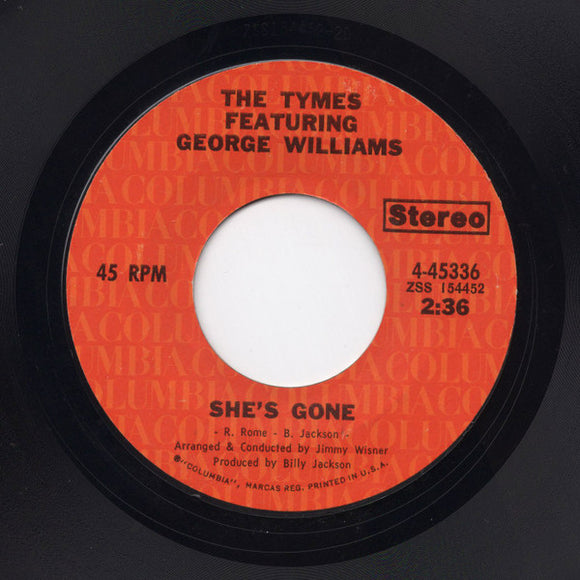 THE TYMES
FEATURING
GEORGE WILLIAMS
Stereo
45 RPM
4-45336
ZSS 154452
2:36
SHE'S GONE
- R. Rome - B. Jackson -
Arranged & Conducted by Jimmy Wisner
Produced by Billy Jackson
®"COLUMBIA", MARCAS REG. PRINTED IN U.S.A.
COLUMBIA